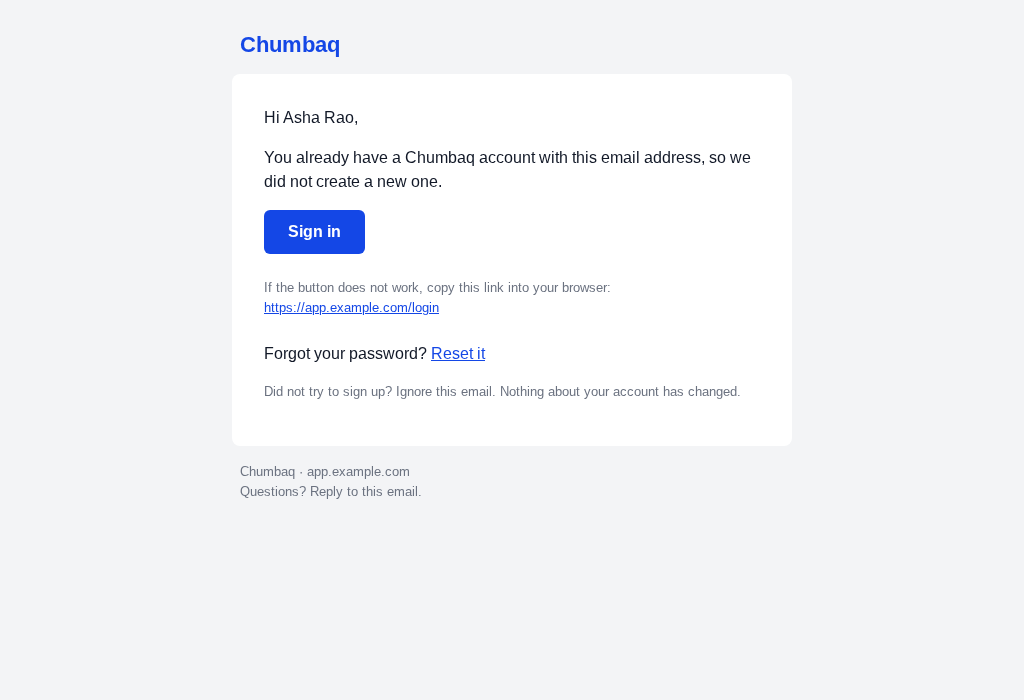 Chumbaq
Hi Asha Rao,
You already have a Chumbaq account with this email address, so we
did not create a new one.
Sign in
If the button does not work, copy this link into your browser:
https://app.example.com/login
Forgot your password? Reset it
Did not try to sign up? Ignore this email. Nothing about your account has changed.
Chumbaq · app.example.com
Questions? Reply to this email.